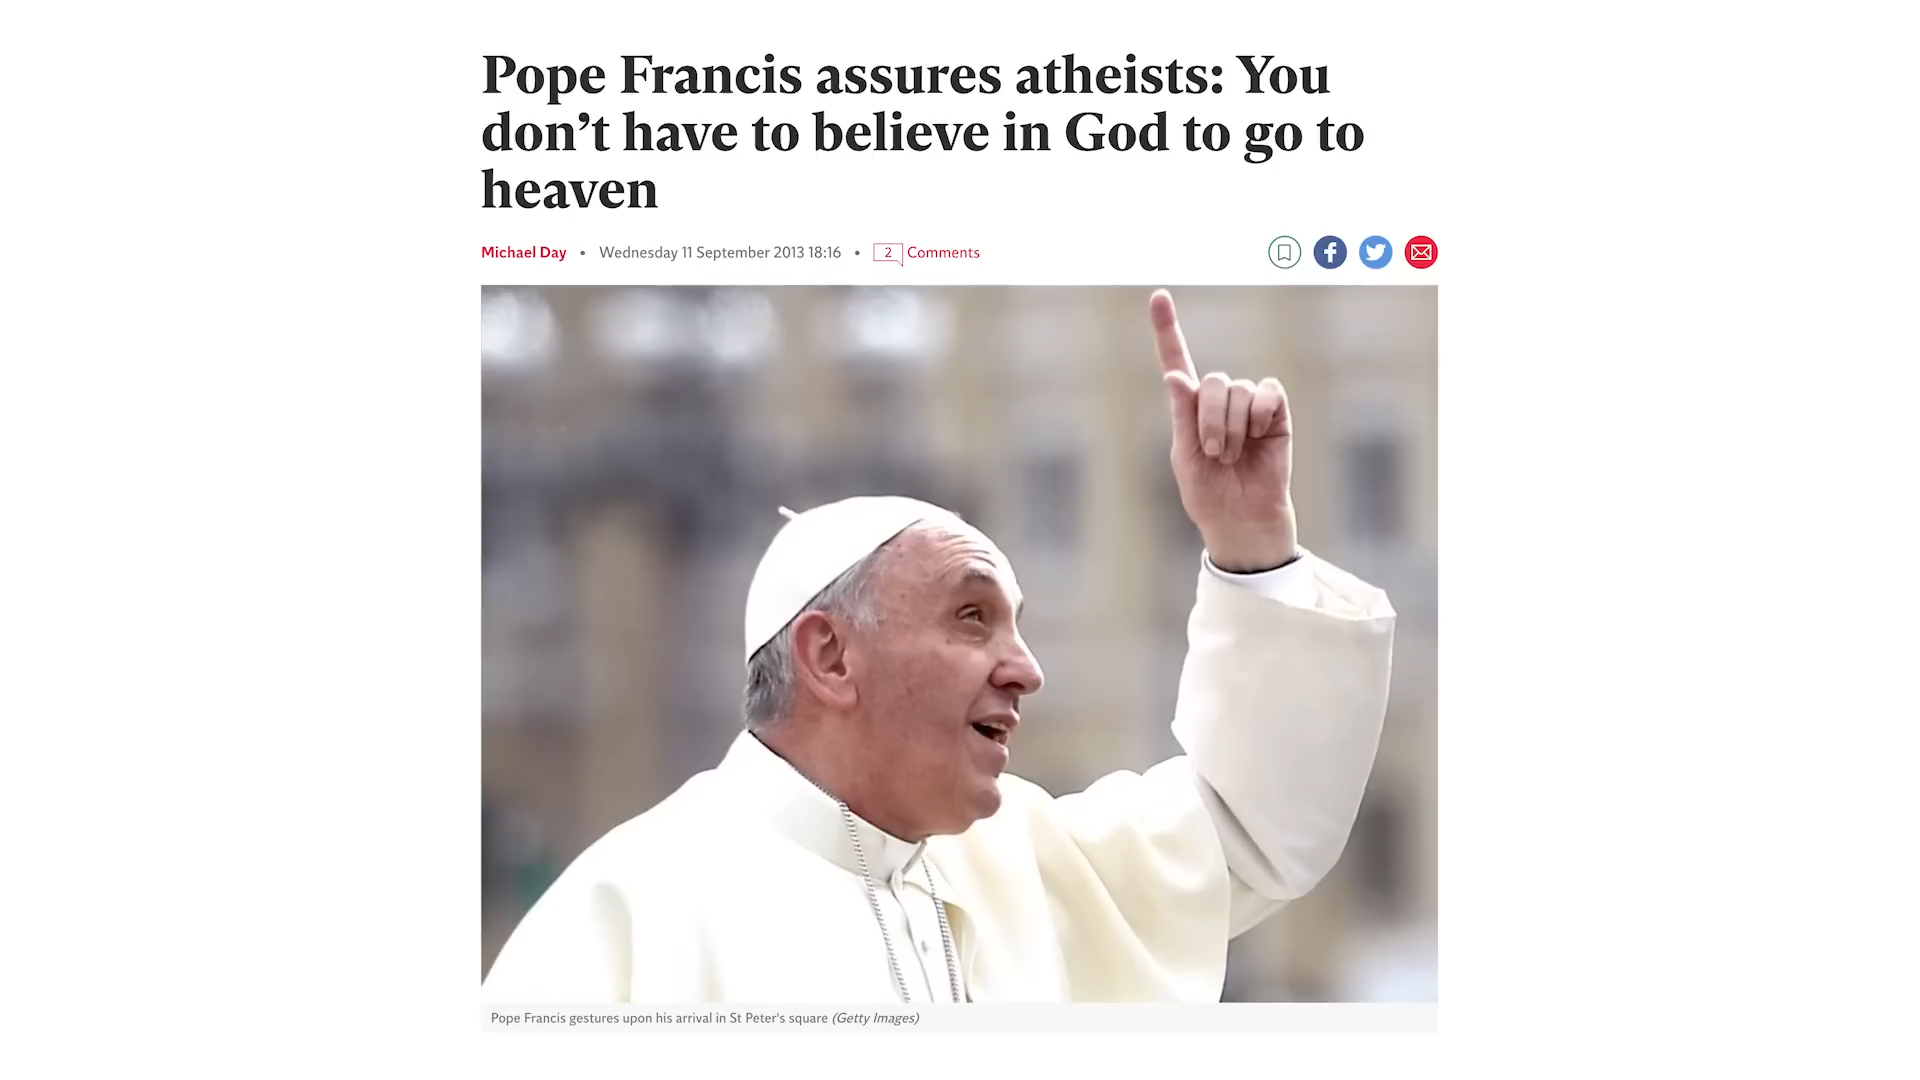 Pope Francis assures atheists: You
don’t have to believe in God to go to
heaven
Michael Day • Wednesday 11 September 2013 18:16 • 2 Comments
Pope Francis gestures upon his arrival in St Peter's square (Getty Images)